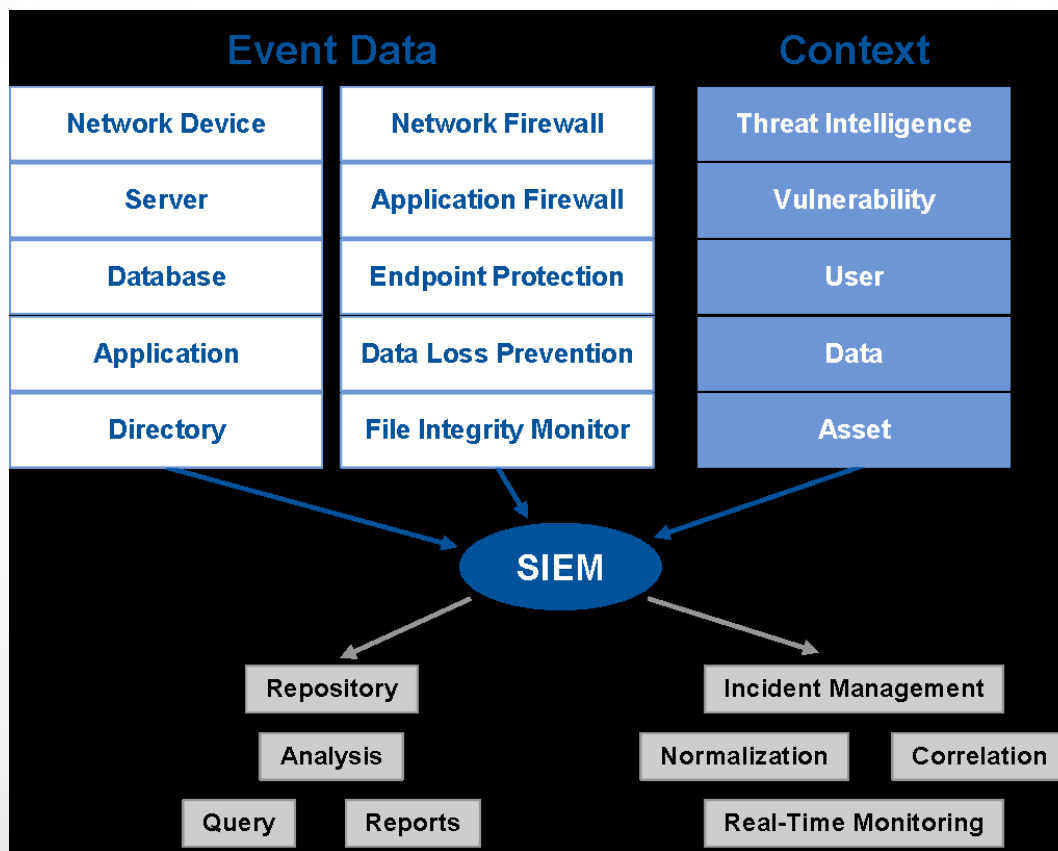 Event Data
Context
Network Device
Network Firewall
Threat Intelligence
Server
Application Firewall
Vulnerability
Database
Endpoint Protection
User
Application
Data Loss Prevention
Data
Directory
File Integrity Monitor
Asset
SIEM
Repository
Incident Management
Analysis
Normalization
Correlation
Query
Reports
Real-Time Monitoring